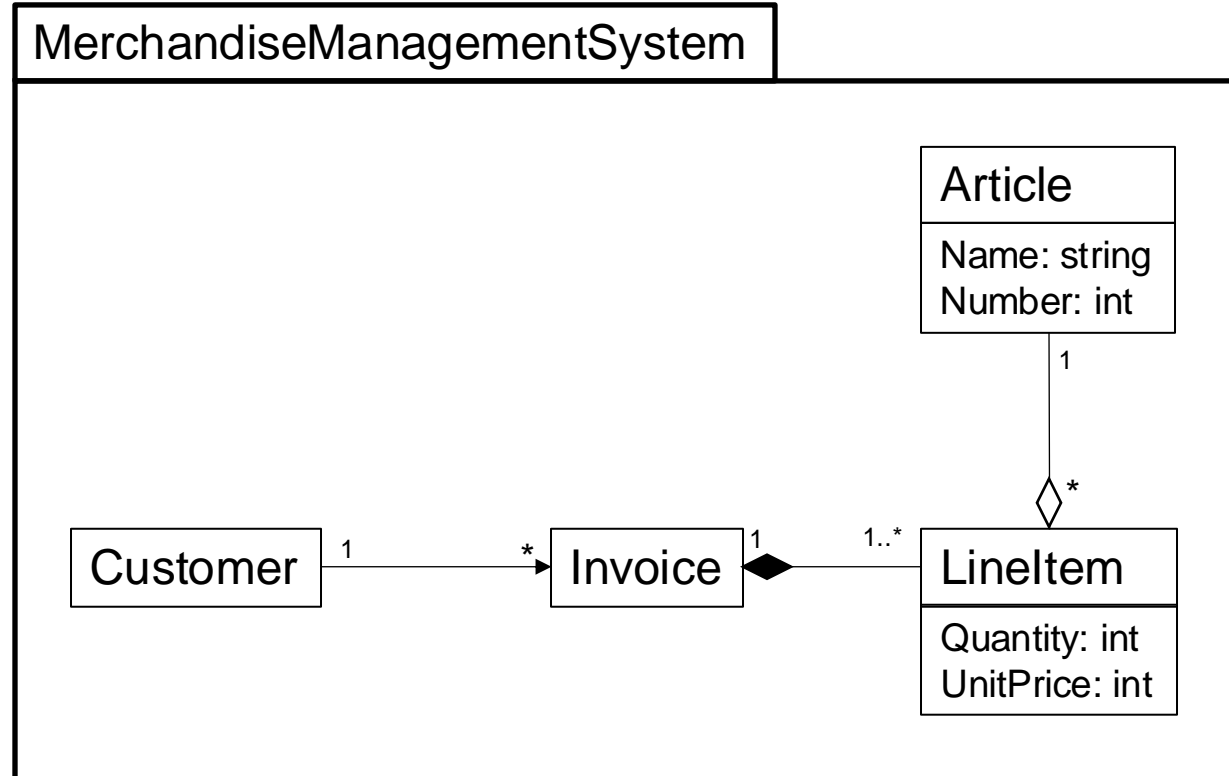 MerchandiseManagementSystem
Article
Name: string
Number: int
1
*
Customer
1
*
Invoice
1
1..*
LineItem
Quantity: int
UnitPrice: int